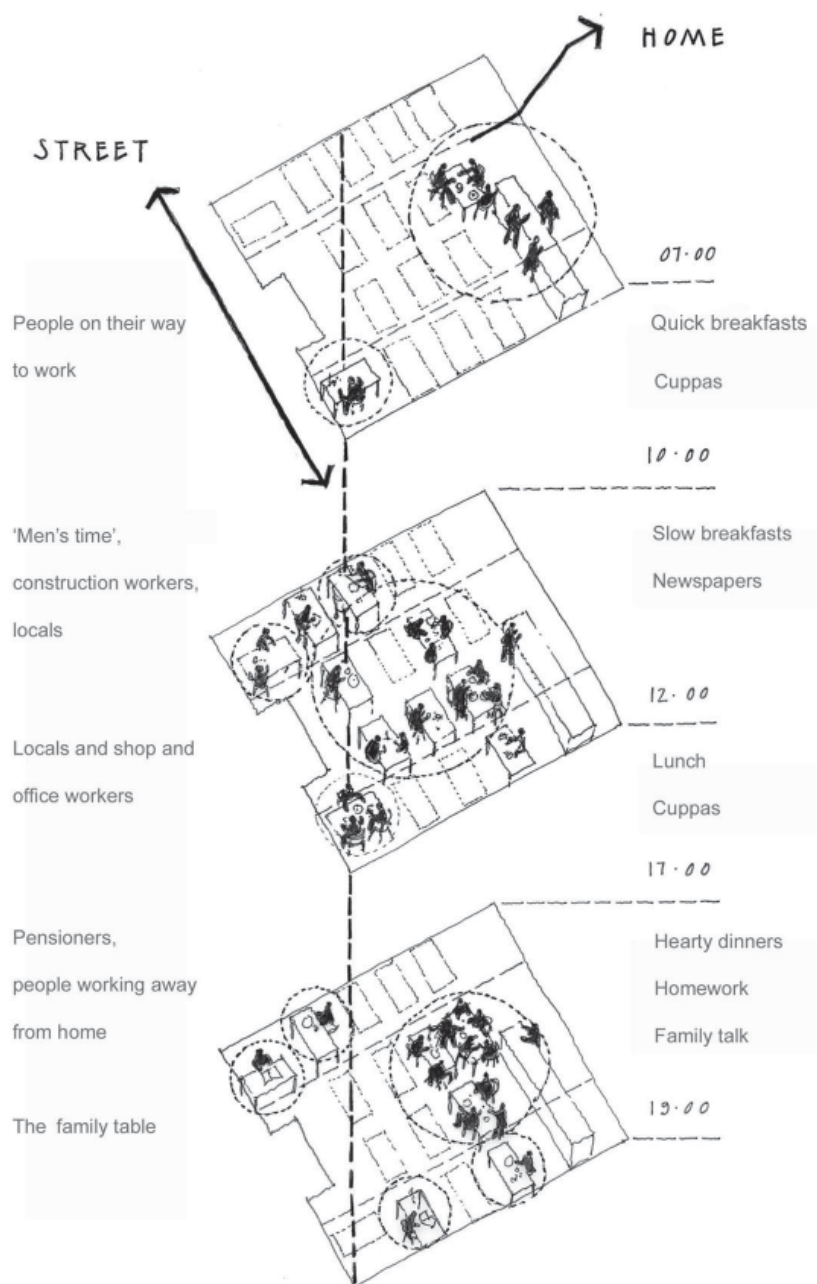 HOME
STREET
07.00
People on their way
to work
Quick breakfasts
Cuppas
10.00
'Men's time',
construction workers,
locals
Slow breakfasts
Newspapers
12.00
Locals and shop and
office workers
Lunch
Cuppas
17.00
Pensioners,
people working away
from home
Hearty dinners
Homework
Family talk
The family table
19.00